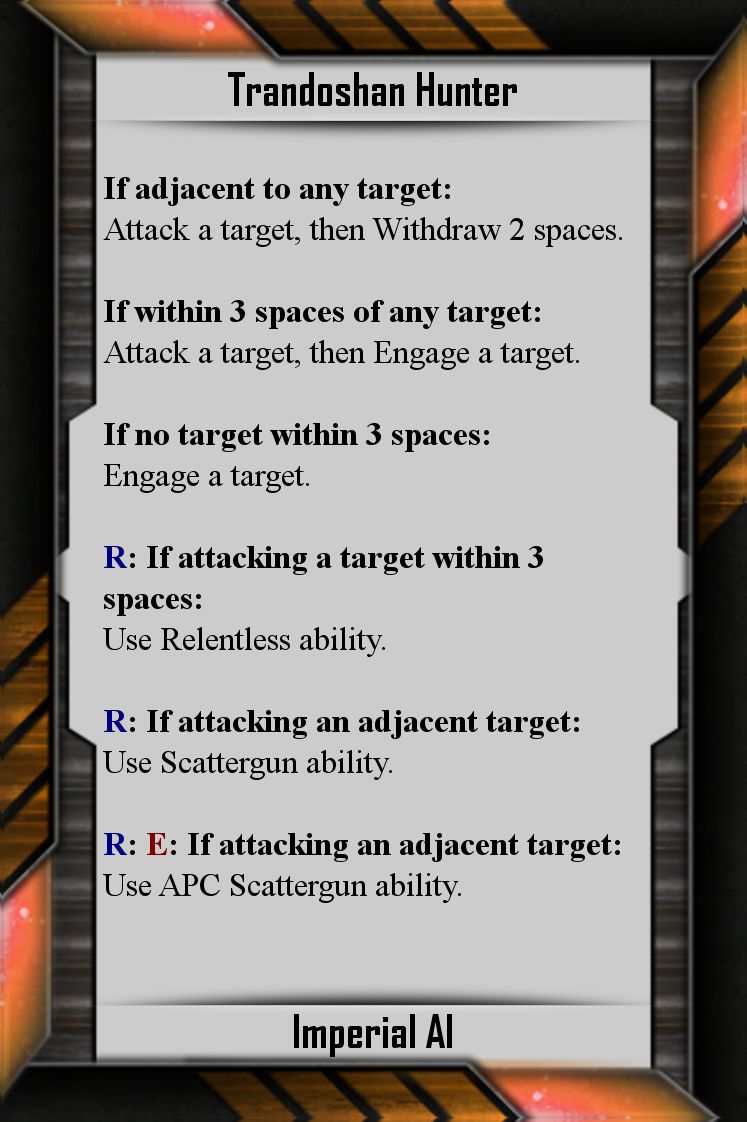 Trandoshan Hunter
If adjacent to any target:
Attack a target, then Withdraw 2 spaces.
If within 3 spaces of any target:
Attack a target, then Engage a target.
If no target within 3 spaces:
Engage a target.
R: If attacking a target within 3
spaces:
Use Relentless ability.
R: If attacking an adjacent target:
Use Scattergun ability.
R: E: If attacking an adjacent target:
Use APC Scattergun ability.
Imperial AI